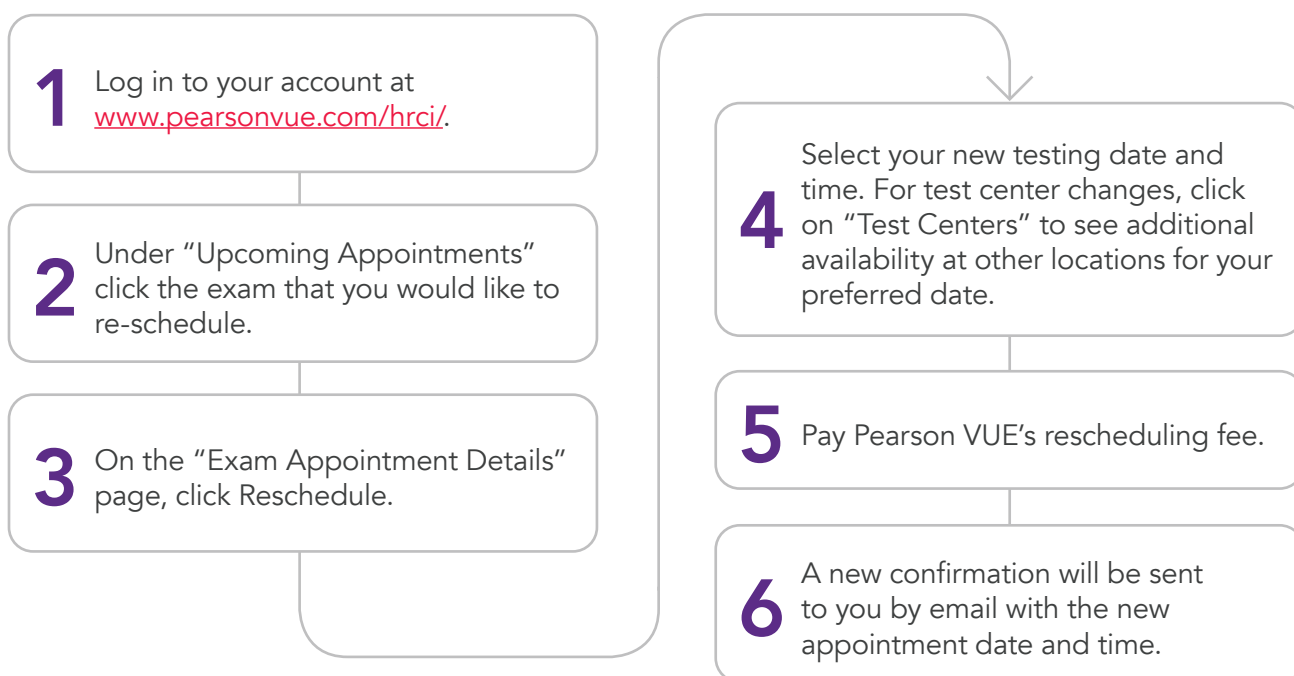 1
Log in to your account at
www.pearsonvue.com/hrci/.
2
Under “Upcoming Appointments”
click the exam that you would like to
re-schedule.
3
On the “Exam Appointment Details”
page, click Reschedule.
4
Select your new testing date and
time. For test center changes, click
on “Test Centers” to see additional
availability at other locations for your
preferred date.
5
Pay Pearson VUE’s rescheduling fee.
6
A new confirmation will be sent
to you by email with the new
appointment date and time.